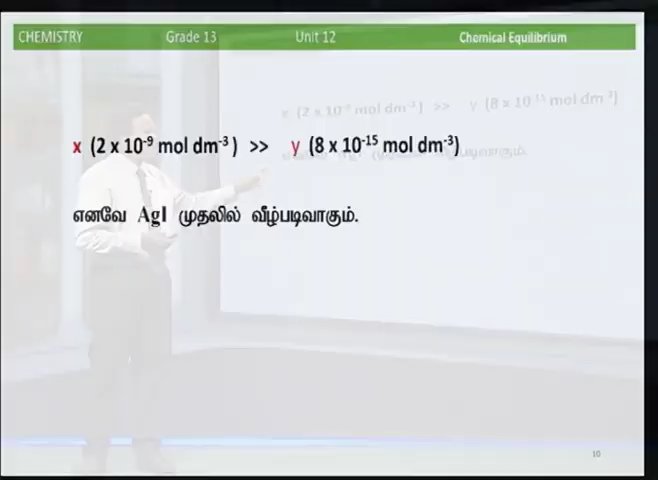 CHEMISTRY Grade 13 Unit 12 Chemical Equilibrium
x (2 x 10⁻⁹ mol dm⁻³ ) >> y (8 x 10⁻¹⁵ mol dm⁻³)
எனவே AgI முதலில் வீழ்படிவாகும்.
x (2 x 10⁻⁹ mol dm⁻³ ) >> y (8 x 10⁻¹⁵ mol dm⁻³)
10